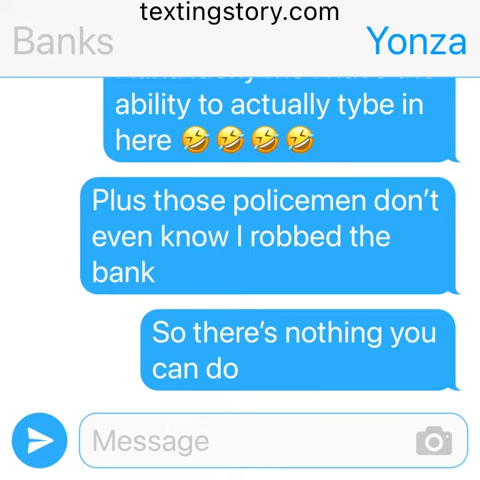 textingstory.com
Banks
Yonza
ability to actually tybe in
here 🤣🤣🤣🤣
Plus those policemen don't
even know I robbed the
bank
So there's nothing you
can do
Message